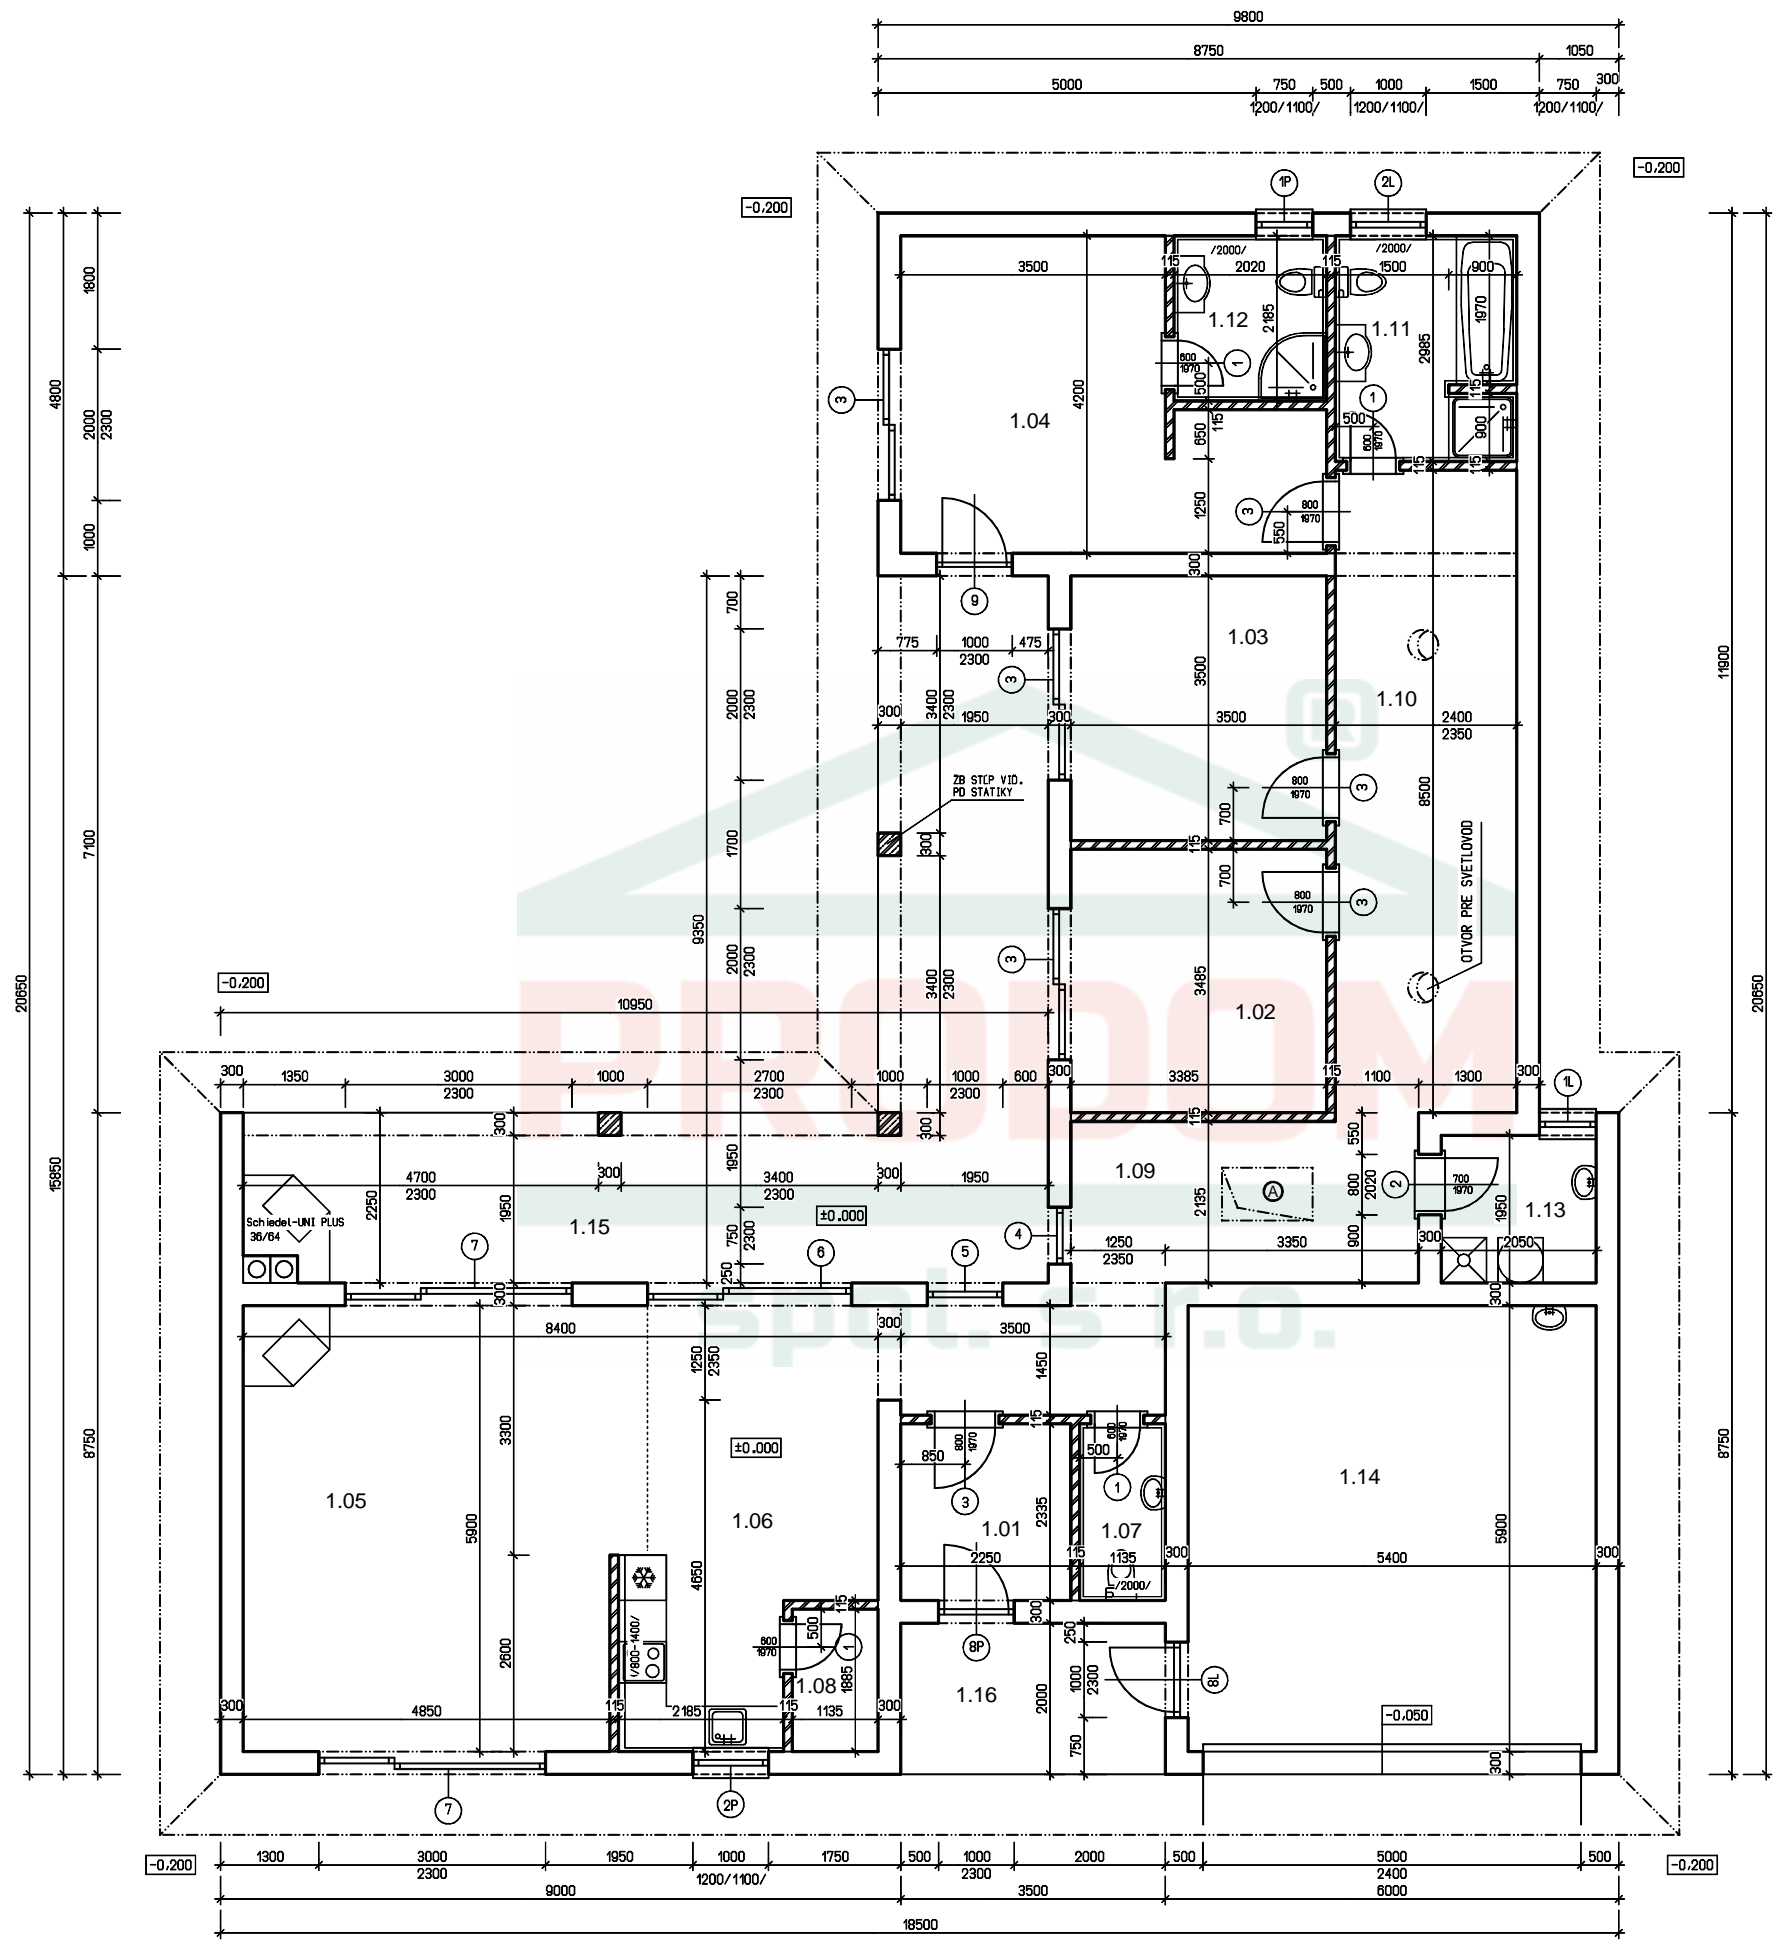 9800
8750 1050
5000 750 500 1000 1500 750 300
1200/1100/ 1200/1100/ 1200/1100/
-0,200 -0,200
1P 2L
/2000/ /2000/
3500 115 2020 115 1500 900
1.12 2185 1.11 2985 1970
600 1970 1 500
1800 4800 2000 2300 1000
3 1.04 4200 115 650 1250
1 500 600 1970 115 900 115 115
3 800 1970 550
300
9
700 775 1000 2300 475
1.03 3500
3 2000 2300 3400 2300
®
1.10
300 1950 300 3500 2400 2350
ŽB STĹP VID.
PD STATIKY
800 1970 3 700
300 1700 115
8500
700 800 1970 3
OTVOR PRE SVETLOVOD
7100 9350 11900
3 2000 2300 3400 2300 3485
1.02
20650 20650
-0,200
10950
PRODOM
300 1350 3000 2300 1000 2700 2300 1000 1000 2300 600 300 3385 115 1100 1300 300
1L
300 300 115 550
15850
4700 2300 300 3400 2300 300 1950
1.09 A 2 700 1970 800 2020
1.13 1950
2250 1950 1950 2135
Schiedel-UNI PLUS
36/64
1.15 ±0.000
7 6 5 4 750 2300 250
1250 2350 3350 900 300 2050
300 300
spol. s r.o.
8400 300 3500
1250 2350 1450
3300
±0.000
115 800 1970 850 3
600 1970 500 1
8750 8750
1.05 5900 1.06 4650
1.01 2335 1.07
1.14 5900
2250 115 1135 300 5400 300
/2000/
115 500 600 1970 1
/800-1400/
2600
1.08 1885
300 8P 250
1.16 2000 1000 2300 750 8L
300 4850 115 2185 115 1135 300
-0,050
300
7 2P
-0,200 -0,200
1300 3000 1950 1000 1750 500 1000 2000 500 5000 500
2300 1200/1100/ 2300 2400
9000 3500 6000
18500